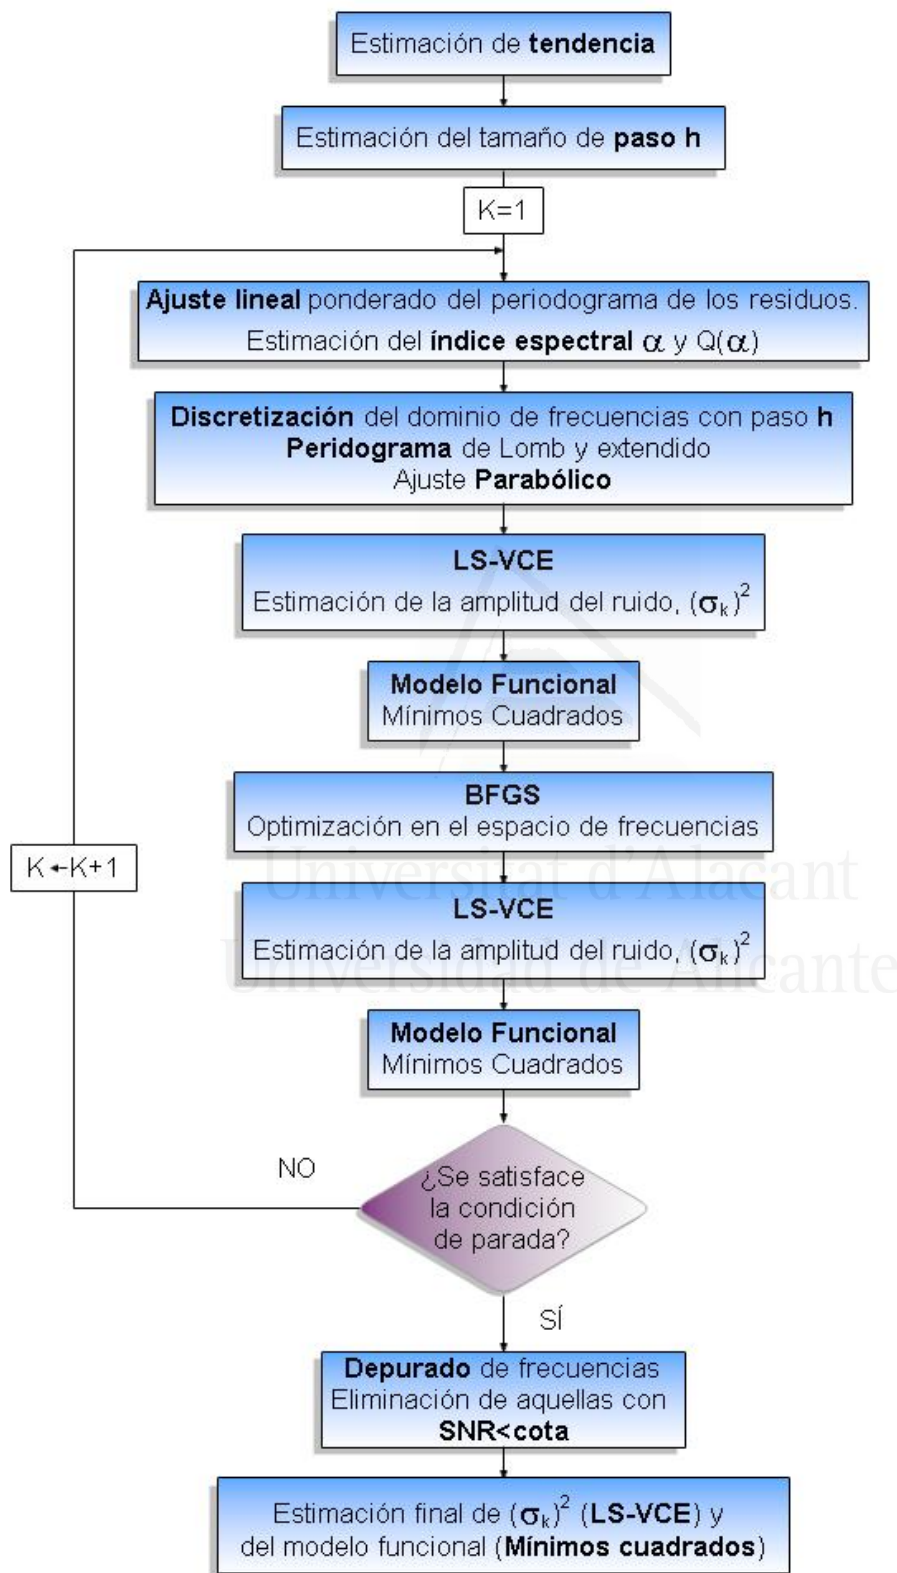 Estimación de tendencia
Estimación del tamaño de paso h
K=1
Ajuste lineal ponderado del periodograma de los residuos.
Estimación del índice espectral α y Q(α)
Discretización del dominio de frecuencias con paso h
Peridograma de Lomb y extendido
Ajuste Parabólico
LS-VCE
Estimación de la amplitud del ruido, (σₖ)²
Modelo Funcional
Mínimos Cuadrados
BFGS
Optimización en el espacio de frecuencias
K←K+1
Universitat d'Alacant
LS-VCE
Estimación de la amplitud del ruido, (σₖ)²
Universidad de Alicante
Modelo Funcional
Mínimos Cuadrados
NO
¿Se satisface
la condición
de parada?
SÍ
Depurado de frecuencias
Eliminación de aquellas con
SNR<cota
Estimación final de (σₖ)² (LS-VCE) y
del modelo funcional (Mínimos cuadrados)